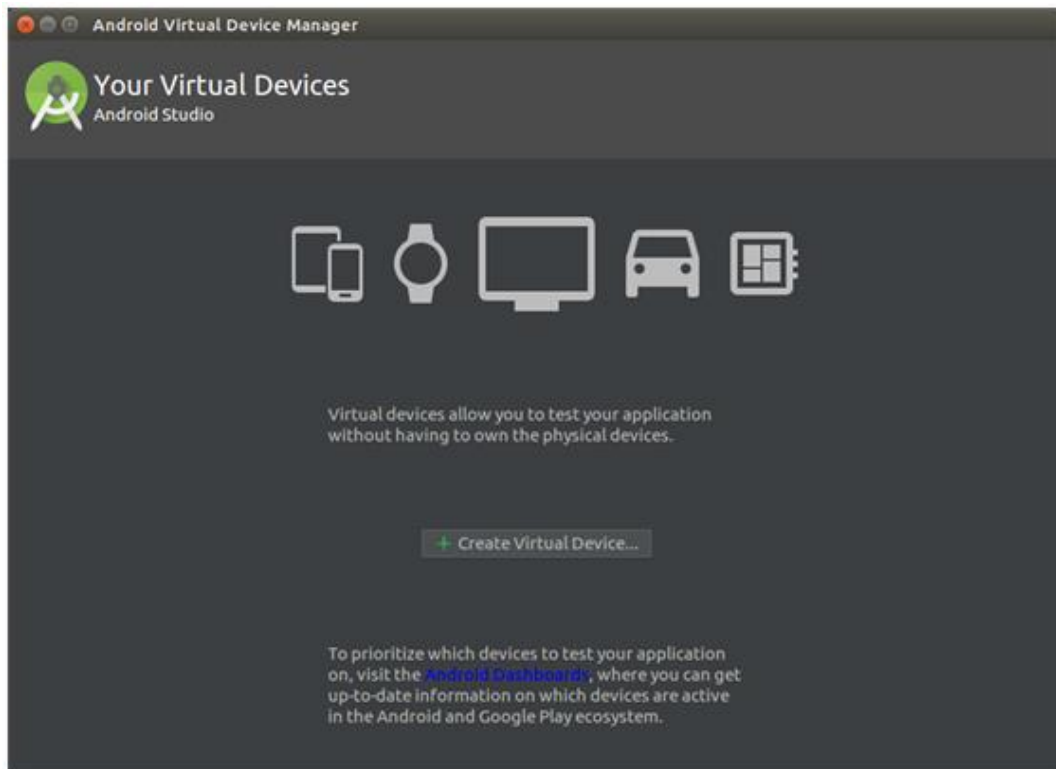 Android Virtual Device Manager
Your Virtual Devices
Android Studio
Virtual devices allow you to test your application
without having to own the physical devices.
+ Create Virtual Device...
To prioritize which devices to test your application
on, visit the Android Dashboards, where you can get
up-to-date information on which devices are active
in the Android and Google Play ecosystem.